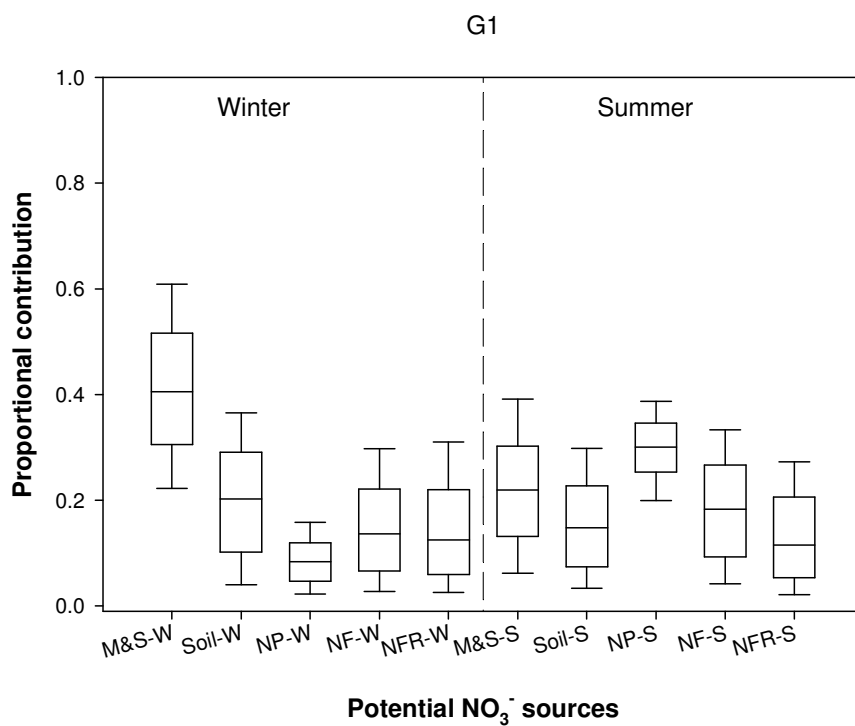 G1
1.0
Winter
Summer
0.8
0.6
0.4
0.2
0.0
Proportional contribution
M&S-W
Soil-W
NP-W
NF-W
NFR-W
M&S-S
Soil-S
NP-S
NF-S
NFR-S
Potential NO₃⁻ sources